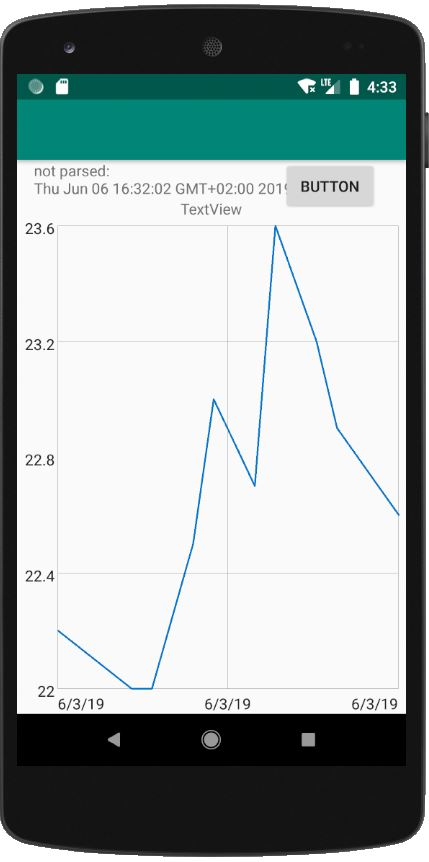 LTE 4:33
not parsed:
Thu Jun 06 16:32:02 GMT+02:00 2019
BUTTON
TextView
23.6
23.2
22.8
22.4
22
6/3/19 6/3/19 6/3/19